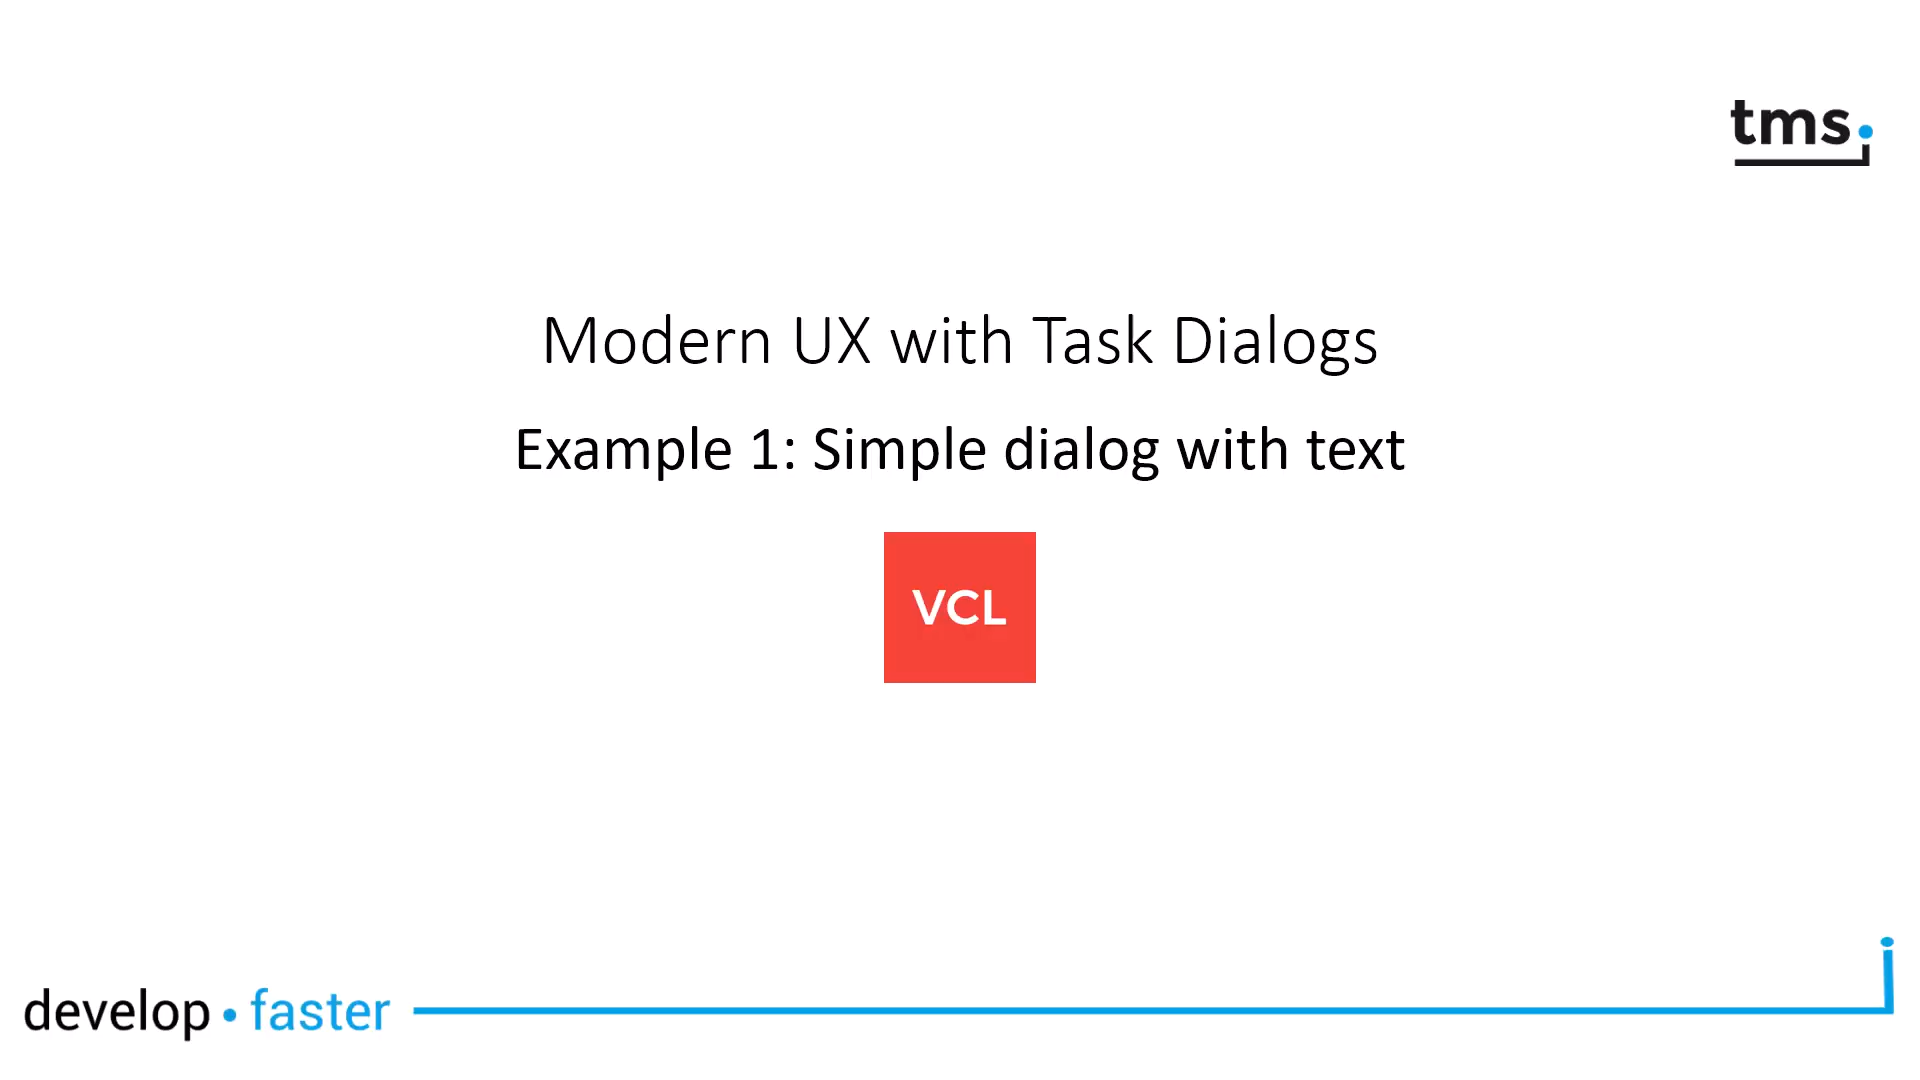 tms.
Modern UX with Task Dialogs
Example 1: Simple dialog with text
VCL
develop • faster